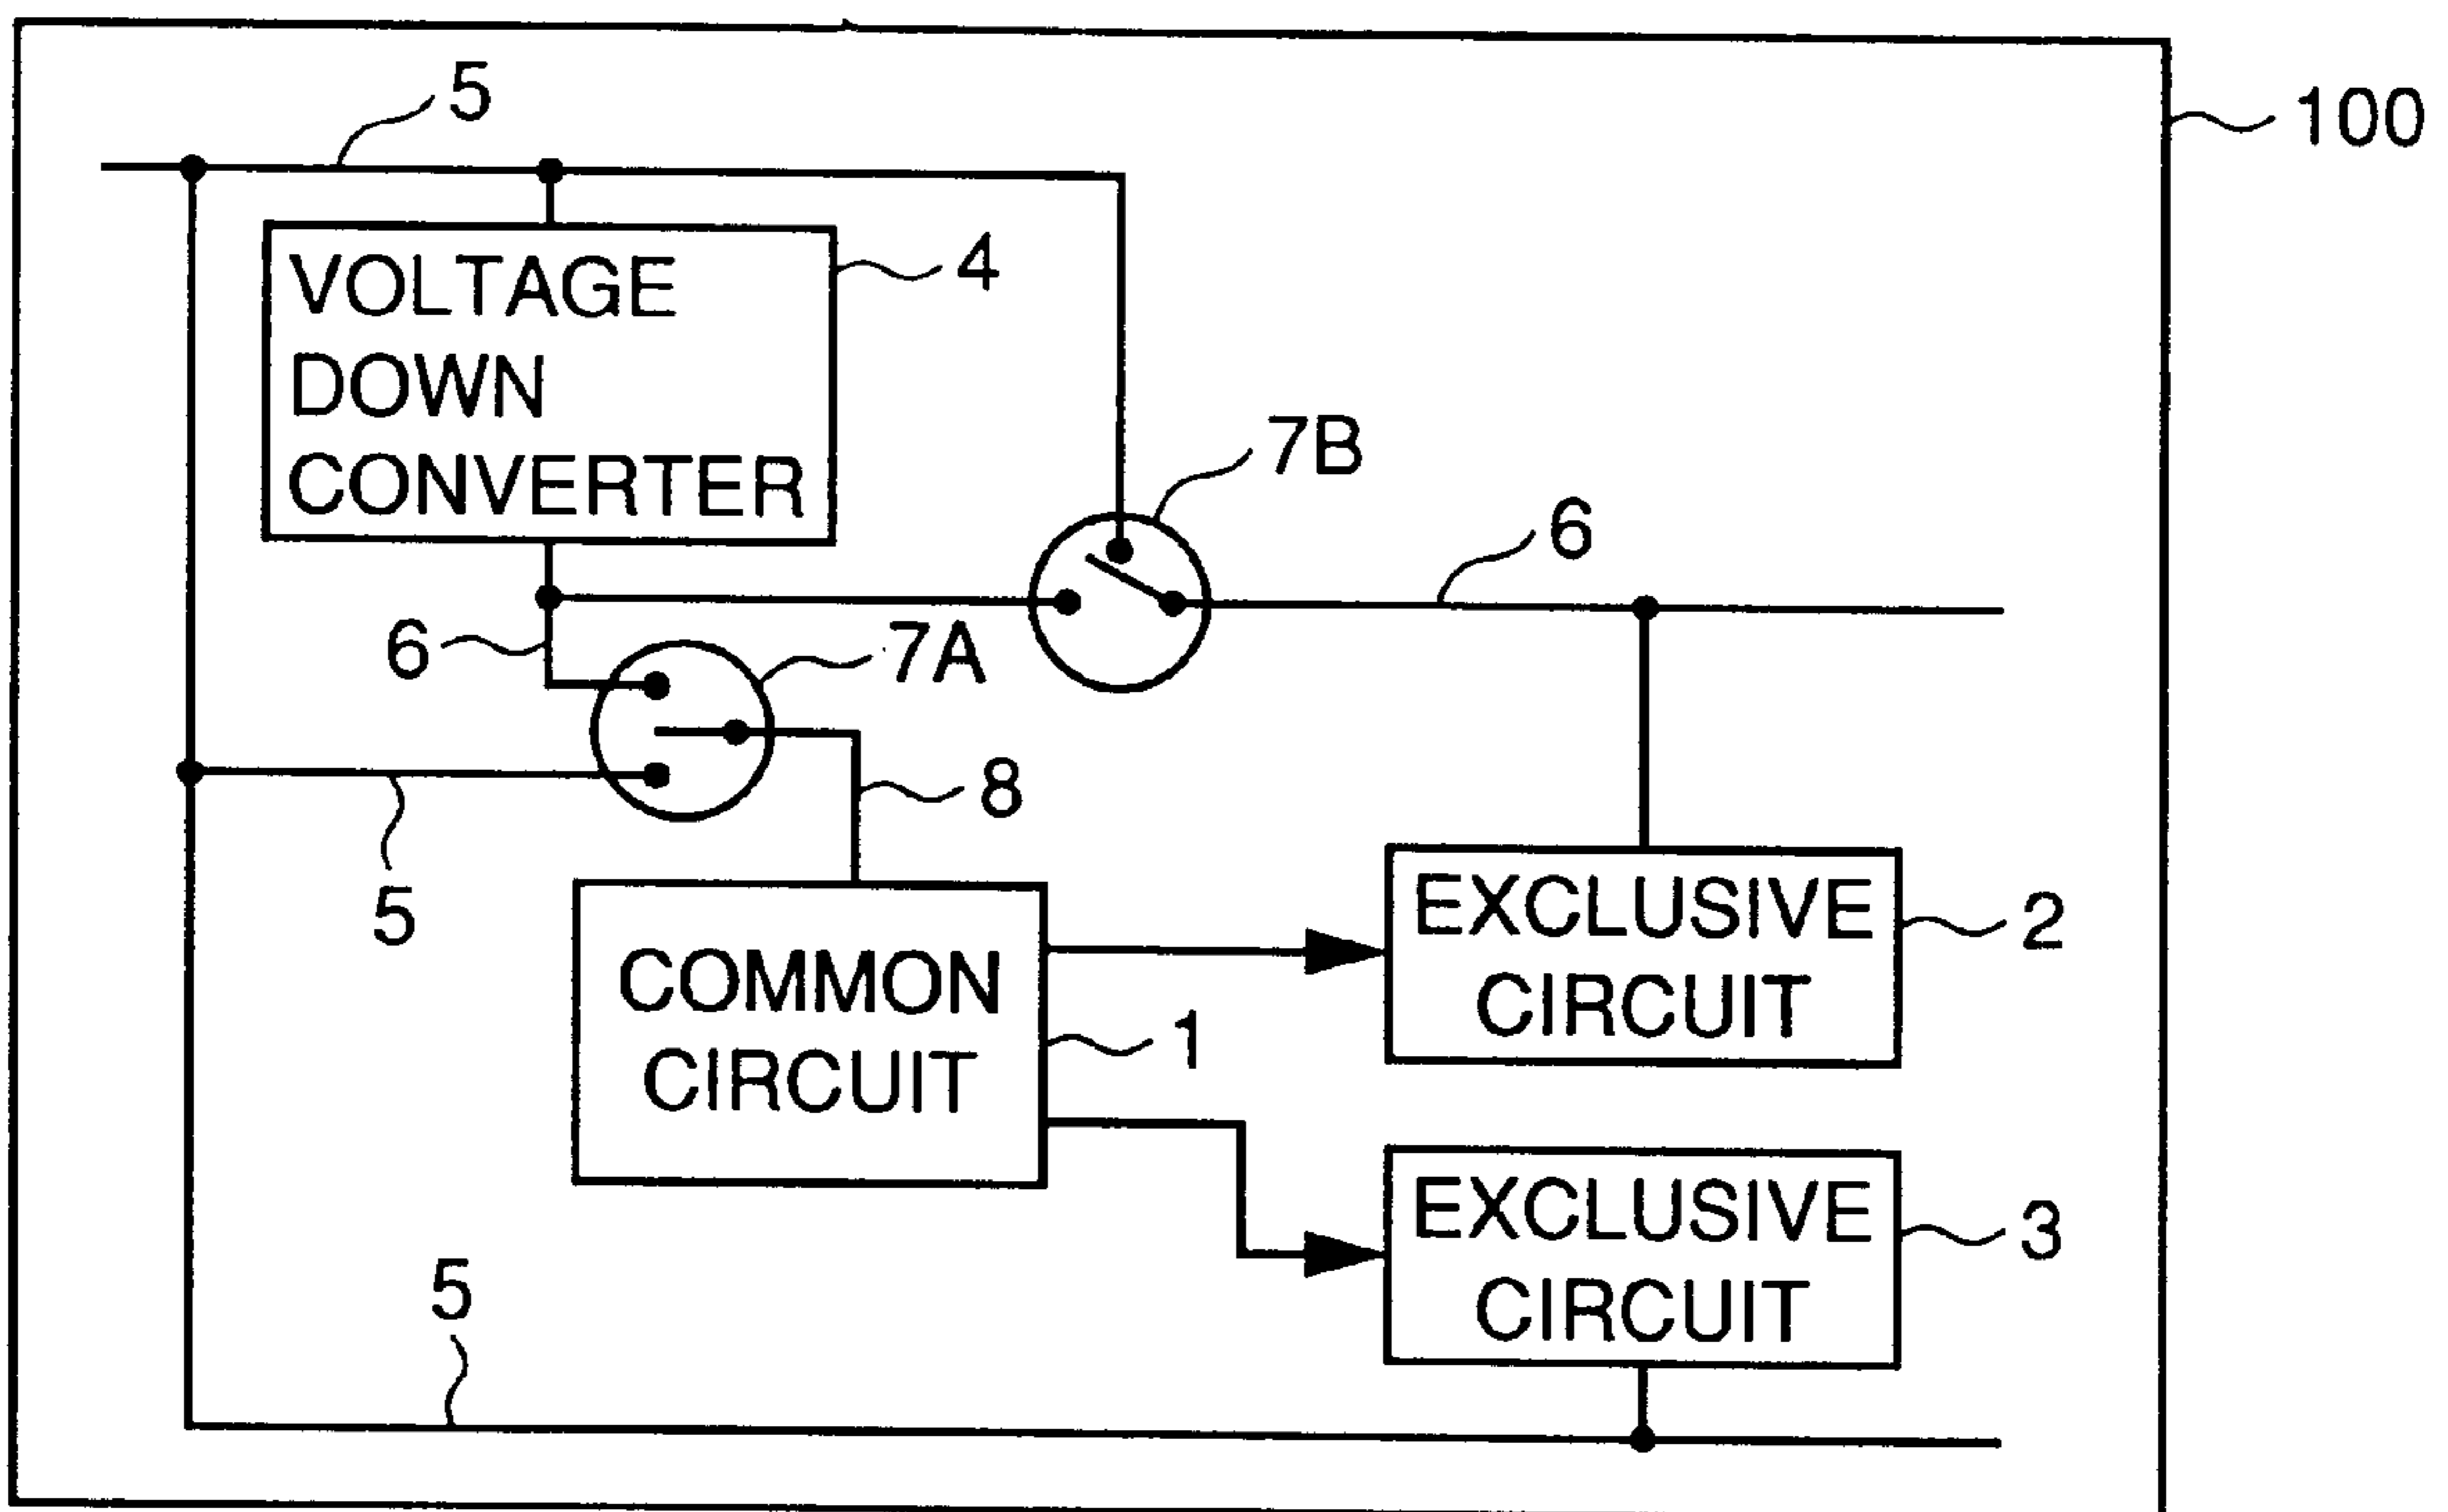 5
100
VOLTAGE
DOWN
CONVERTER
4
7B
6
6
7A
8
5
COMMON
CIRCUIT
1
EXCLUSIVE
CIRCUIT
2
EXCLUSIVE
CIRCUIT
3
5